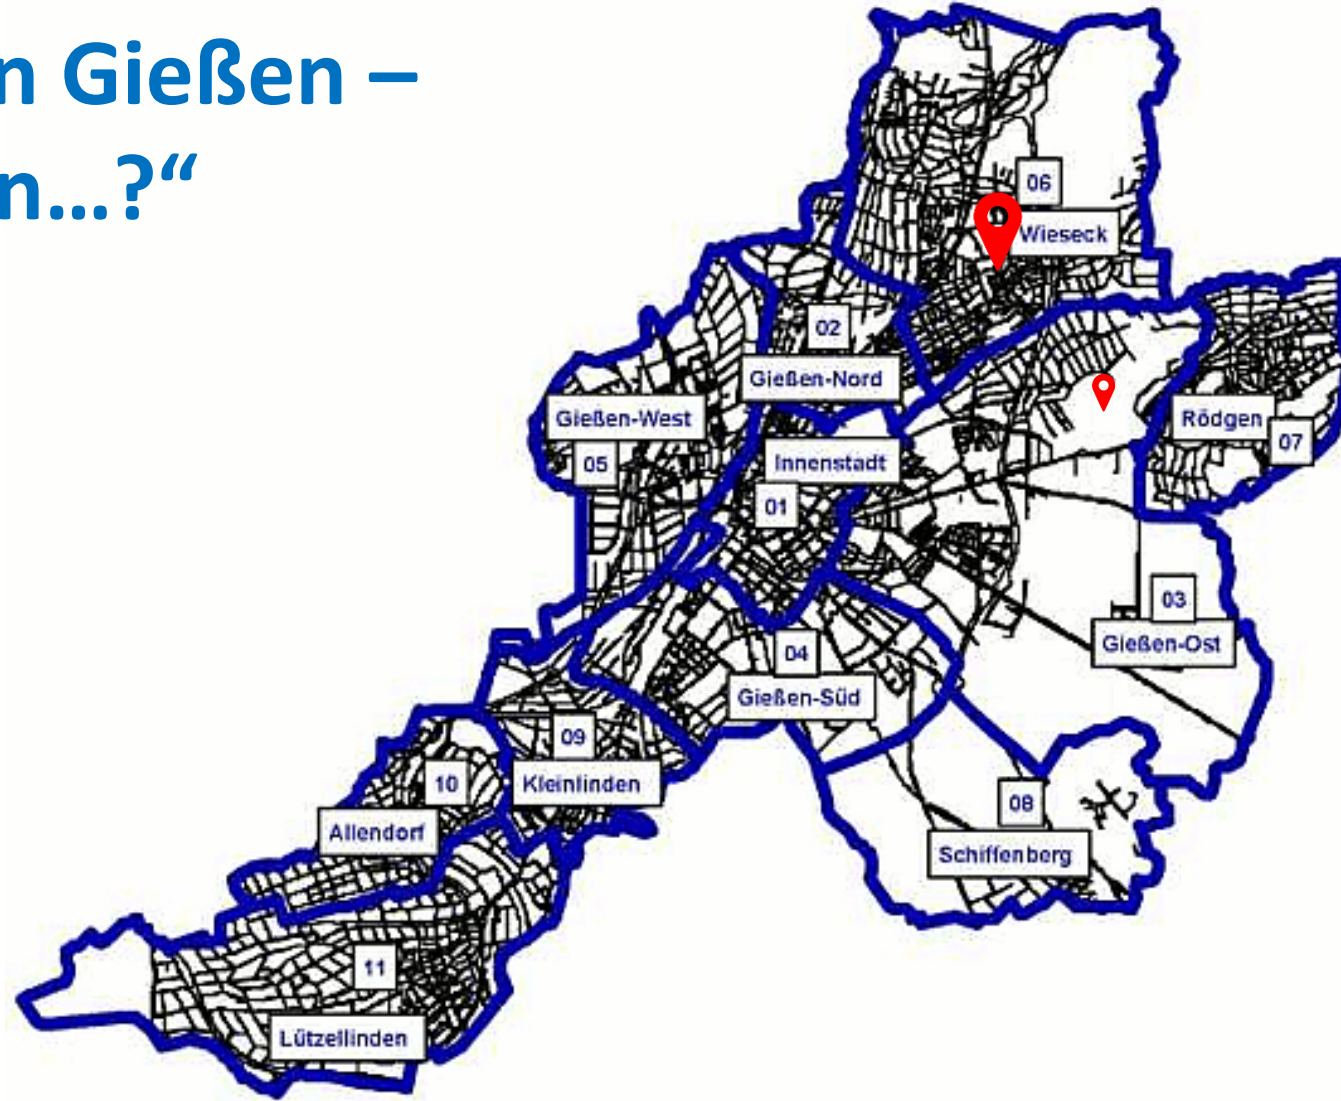 n Gießen –
n...?“
06
Wieseck
02
Gießen-Nord
Gießen-West
05
Innenstadt
01
Rödgen
07
03
Gießen-Ost
04
Gießen-Süd
09
Kleinlinden
10
Allendorf
08
Schiffenberg
11
Lützellinden